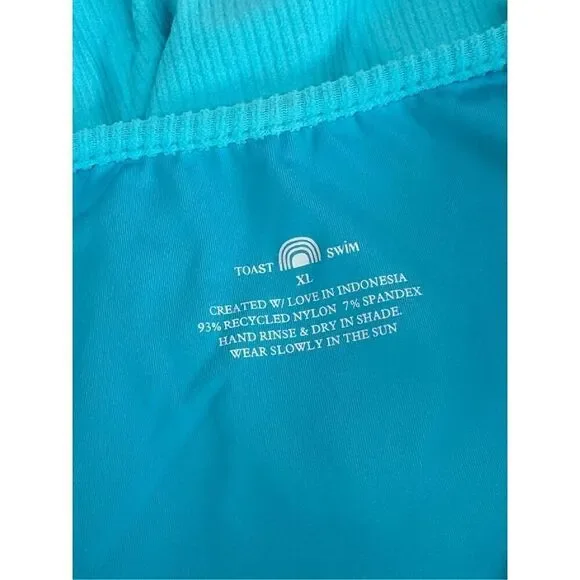 TOAST SWiM
XL
CREATED W/ LOVE IN INDONESIA
93% RECYCLED NYLON 7% SPANDEX
HAND RINSE & DRY IN SHADE.
WEAR SLOWLY IN THE SUN